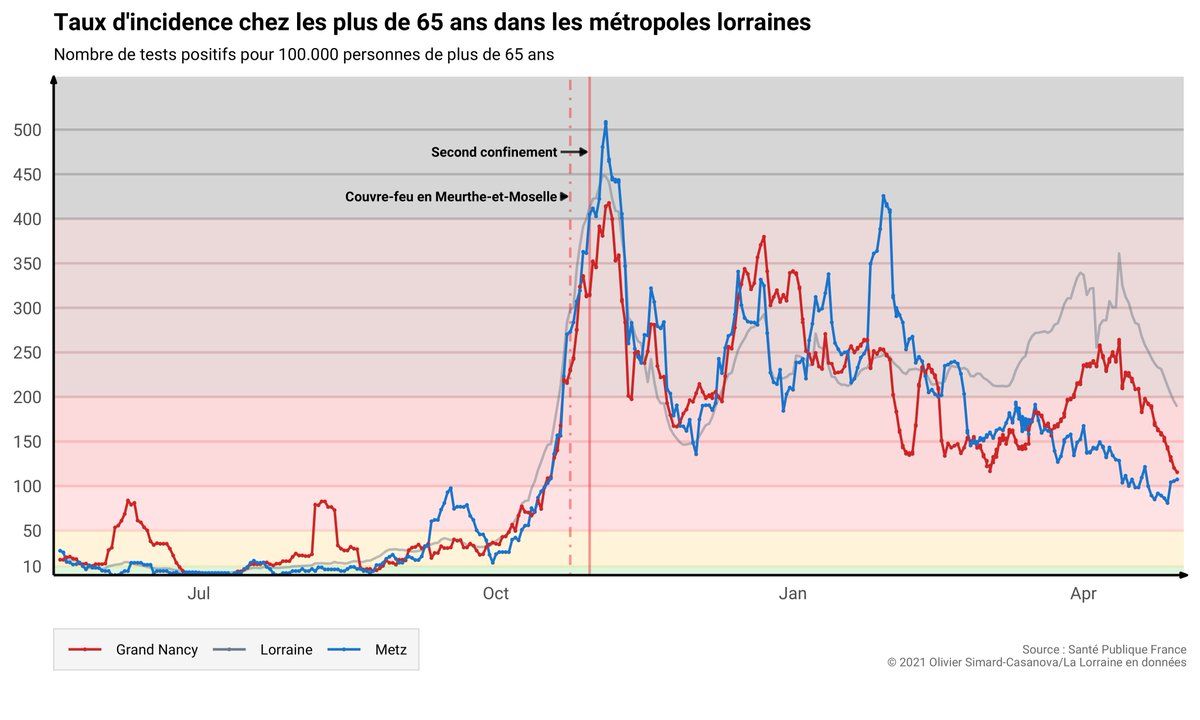 Taux d'incidence chez les plus de 65 ans dans les métropoles lorraines
Nombre de tests positifs pour 100.000 personnes de plus de 65 ans
500
450
400
350
300
250
200
150
100
50
10
Second confinement
Couvre-feu en Meurthe-et-Moselle
Jul
Oct
Jan
Apr
Grand Nancy
Lorraine
Metz
Source : Santé Publique France
© 2021 Olivier Simard-Casanova/La Lorraine en données